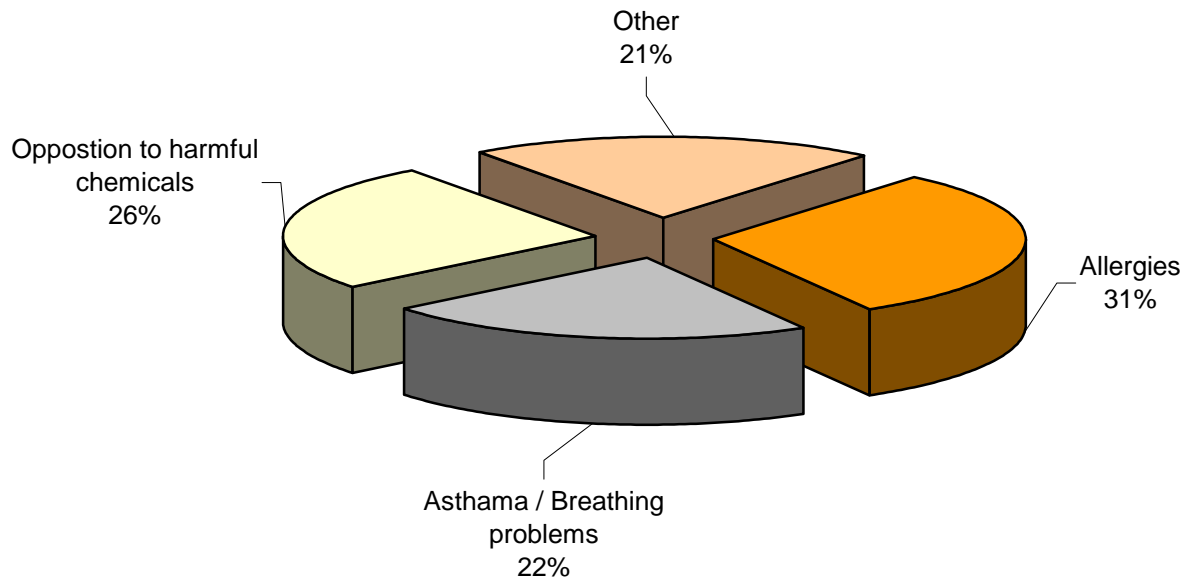 Other
21%
Oppostion to harmful
chemicals
26%
Allergies
31%
Asthama / Breathing
problems
22%